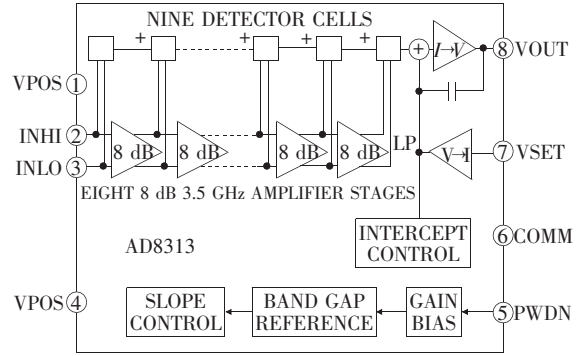 NINE DETECTOR CELLS
+ + + + + I→V 8 VOUT
VPOS 1
INHI 2
INLO 3
8 dB 8 dB 8 dB 8 dB
LP
V→I 7 VSET
EIGHT 8 dB 3.5 GHz AMPLIFIER STAGES
INTERCEPT
CONTROL
6 COMM
AD8313
VPOS 4
SLOPE
CONTROL
BAND GAP
REFERENCE
GAIN
BIAS
5 PWDN